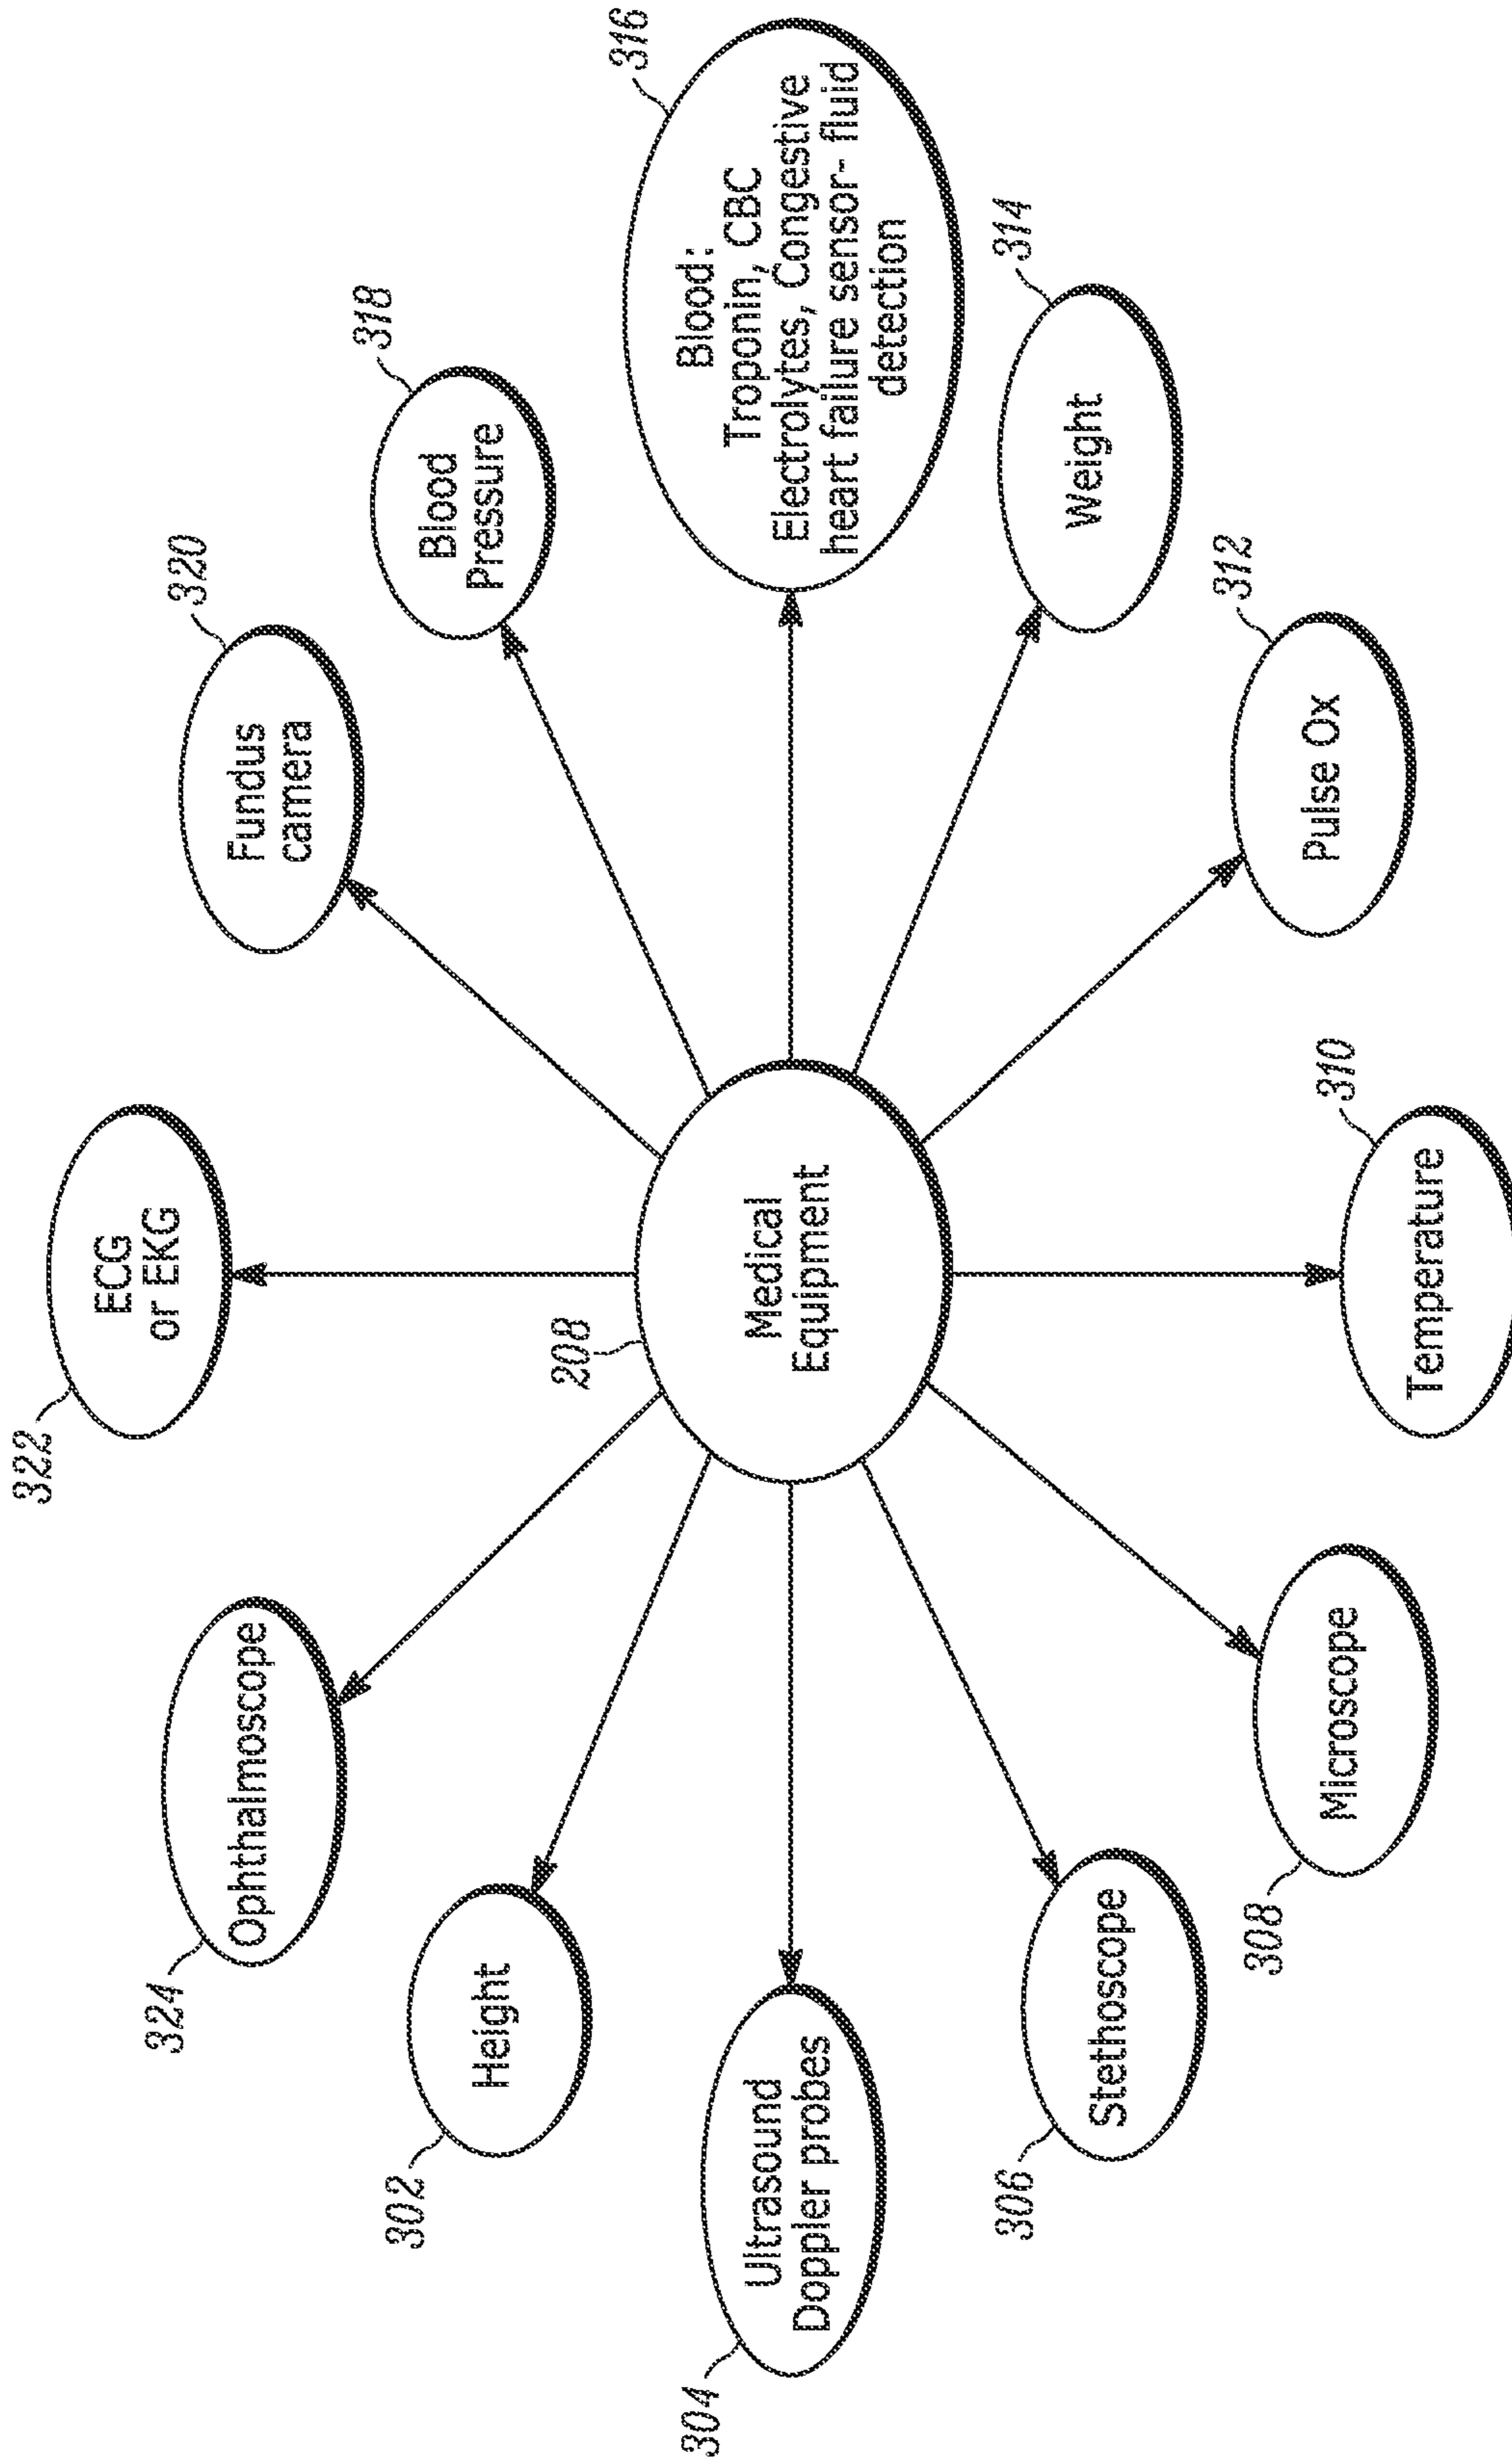 322
ECG
or EKG
324
Ophthalmoscope
320
Fundus
camera
302
Height
318
Blood
Pressure
208
Medical
Equipment
304
Ultrasound
Doppler probes
316
Blood:
Troponin, CBC
Electrolytes, Congestive
heart failure sensor- fluid
detection
306
Stethoscope
314
Weight
308
Microscope
312
Pulse Ox
310
Temperature